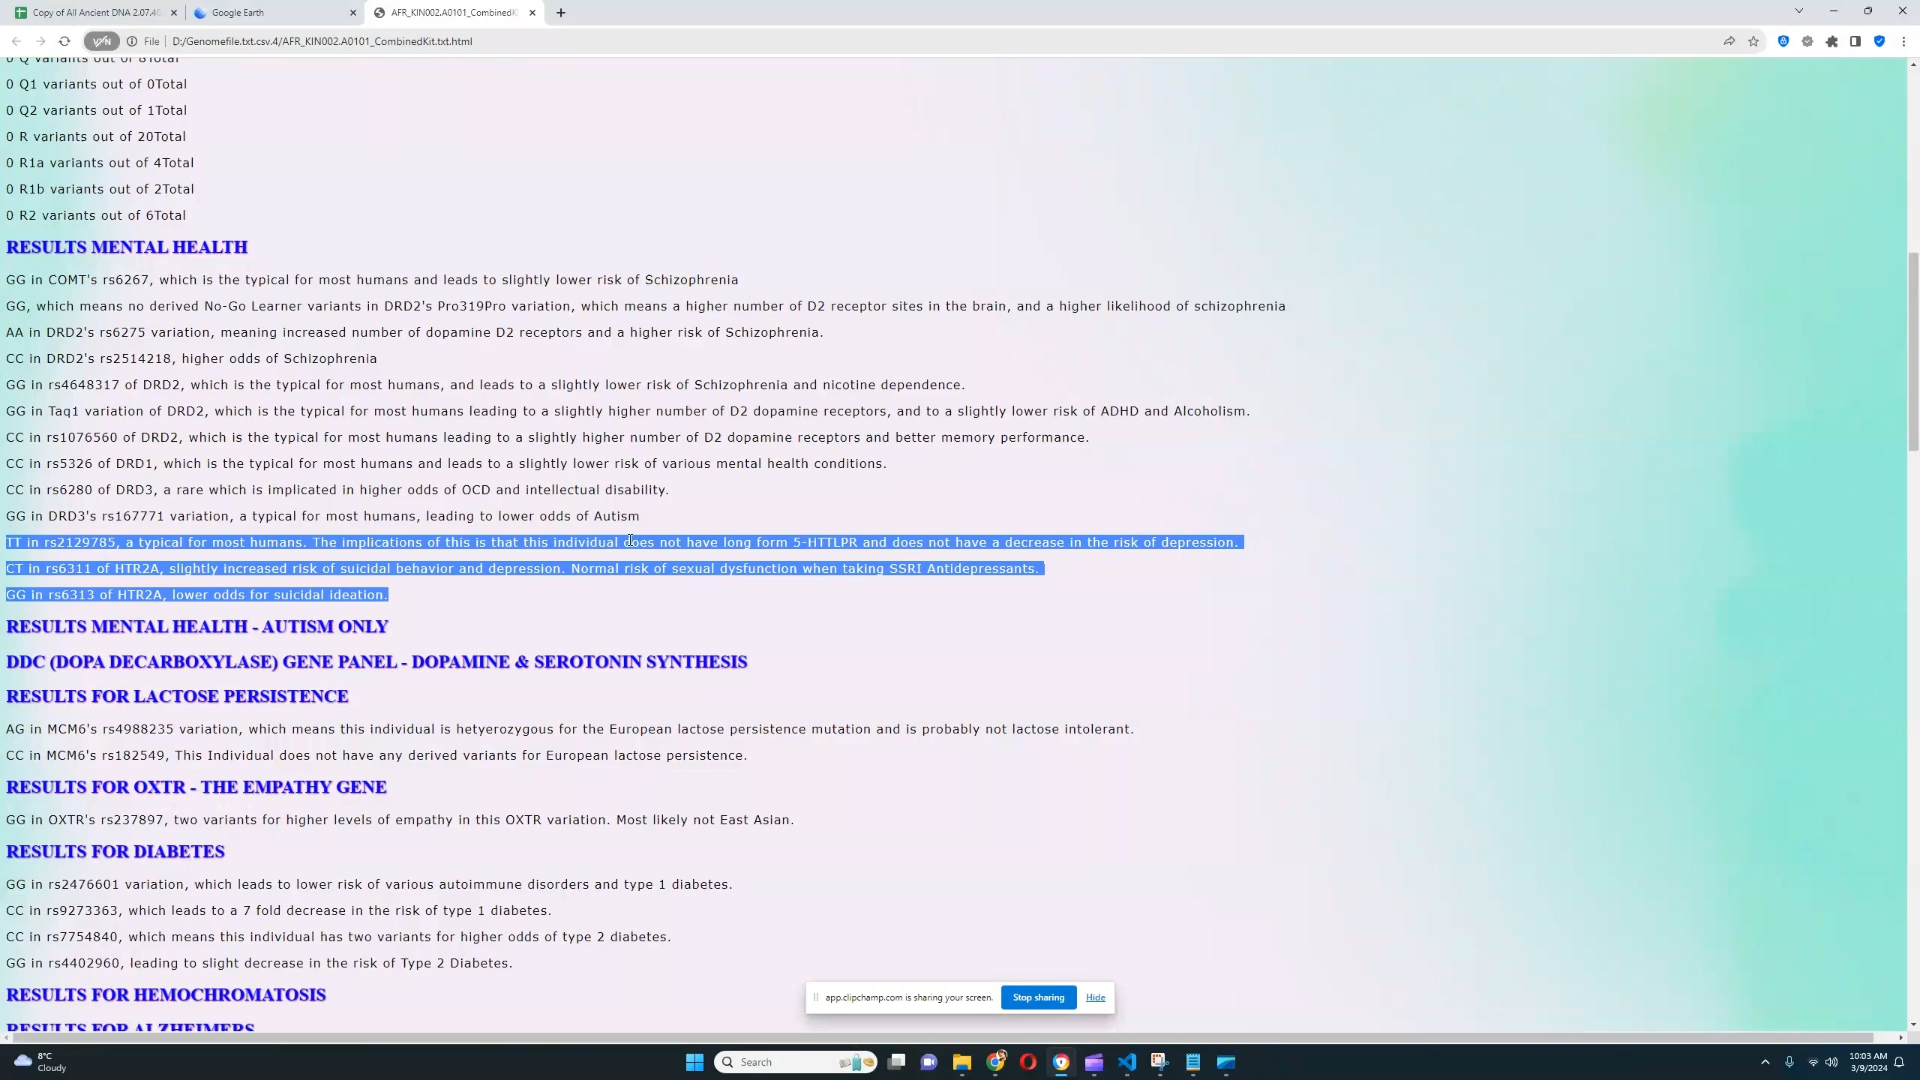 Copy of All Ancient DNA 2.07.40
Google Earth
AFR_KIN002.A0101_CombinedK
VPN
File
D:/Genomefile.txt.csv.4/AFR_KIN002.A0101_CombinedKit.txt.html
0 Q variants out of 8Total
0 Q1 variants out of 0Total
0 Q2 variants out of 1Total
0 R variants out of 20Total
0 R1a variants out of 4Total
0 R1b variants out of 2Total
0 R2 variants out of 6Total
RESULTS MENTAL HEALTH
GG in COMT's rs6267, which is the typical for most humans and leads to slightly lower risk of Schizophrenia
GG, which means no derived No-Go Learner variants in DRD2's Pro319Pro variation, which means a higher number of D2 receptor sites in the brain, and a higher likelihood of schizophrenia
AA in DRD2's rs6275 variation, meaning increased number of dopamine D2 receptors and a higher risk of Schizophrenia.
CC in DRD2's rs2514218, higher odds of Schizophrenia
GG in rs4648317 of DRD2, which is the typical for most humans, and leads to a slightly lower risk of Schizophrenia and nicotine dependence.
GG in Taq1 variation of DRD2, which is the typical for most humans leading to a slightly higher number of D2 dopamine receptors, and to a slightly lower risk of ADHD and Alcoholism.
CC in rs1076560 of DRD2, which is the typical for most humans leading to a slightly higher number of D2 dopamine receptors and better memory performance.
CC in rs5326 of DRD1, which is the typical for most humans and leads to a slightly lower risk of various mental health conditions.
CC in rs6280 of DRD3, a rare which is implicated in higher odds of OCD and intellectual disability.
GG in DRD3's rs167771 variation, a typical for most humans, leading to lower odds of Autism
TT in rs2129785, a typical for most humans. The implications of this is that this individual does not have long form 5-HTTLPR and does not have a decrease in the risk of depression.
CT in rs6311 of HTR2A, slightly increased risk of suicidal behavior and depression. Normal risk of sexual dysfunction when taking SSRI Antidepressants.
GG in rs6313 of HTR2A, lower odds for suicidal ideation.
RESULTS MENTAL HEALTH - AUTISM ONLY
DDC (DOPA DECARBOXYLASE) GENE PANEL - DOPAMINE & SEROTONIN SYNTHESIS
RESULTS FOR LACTOSE PERSISTENCE
AG in MCM6's rs4988235 variation, which means this individual is hetyerozygous for the European lactose persistence mutation and is probably not lactose intolerant.
CC in MCM6's rs182549, This Individual does not have any derived variants for European lactose persistence.
RESULTS FOR OXTR - THE EMPATHY GENE
GG in OXTR's rs237897, two variants for higher levels of empathy in this OXTR variation. Most likely not East Asian.
RESULTS FOR DIABETES
GG in rs2476601 variation, which leads to lower risk of various autoimmune disorders and type 1 diabetes.
CC in rs9273363, which leads to a 7 fold decrease in the risk of type 1 diabetes.
CC in rs7754840, which means this individual has two variants for higher odds of type 2 diabetes.
GG in rs4402960, leading to slight decrease in the risk of Type 2 Diabetes.
RESULTS FOR HEMOCHROMATOSIS
RESULTS FOR ALZHEIMERS
app.clipchamp.com is sharing your screen.
Stop sharing
Hide
8°C
Cloudy
Search
10:03 AM
3/9/2024